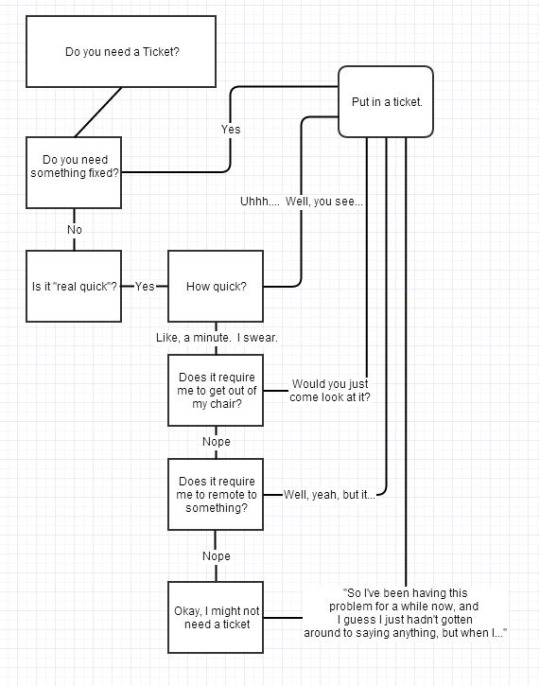 Do you need a Ticket?
Put in a ticket.
Yes
Do you need
something fixed?
Uhhh.... Well, you see...
No
Is it "real quick"?
Yes
How quick?
Like, a minute. I swear.
Does it require
me to get out of
my chair?
Would you just
come look at it?
Nope
Does it require
me to remote to
something?
Well, yeah, but it...
Nope
Okay, I might not
need a ticket
"So I've been having this
problem for a while now, and
I guess I just hadn't gotten
around to saying anything, but when I..."